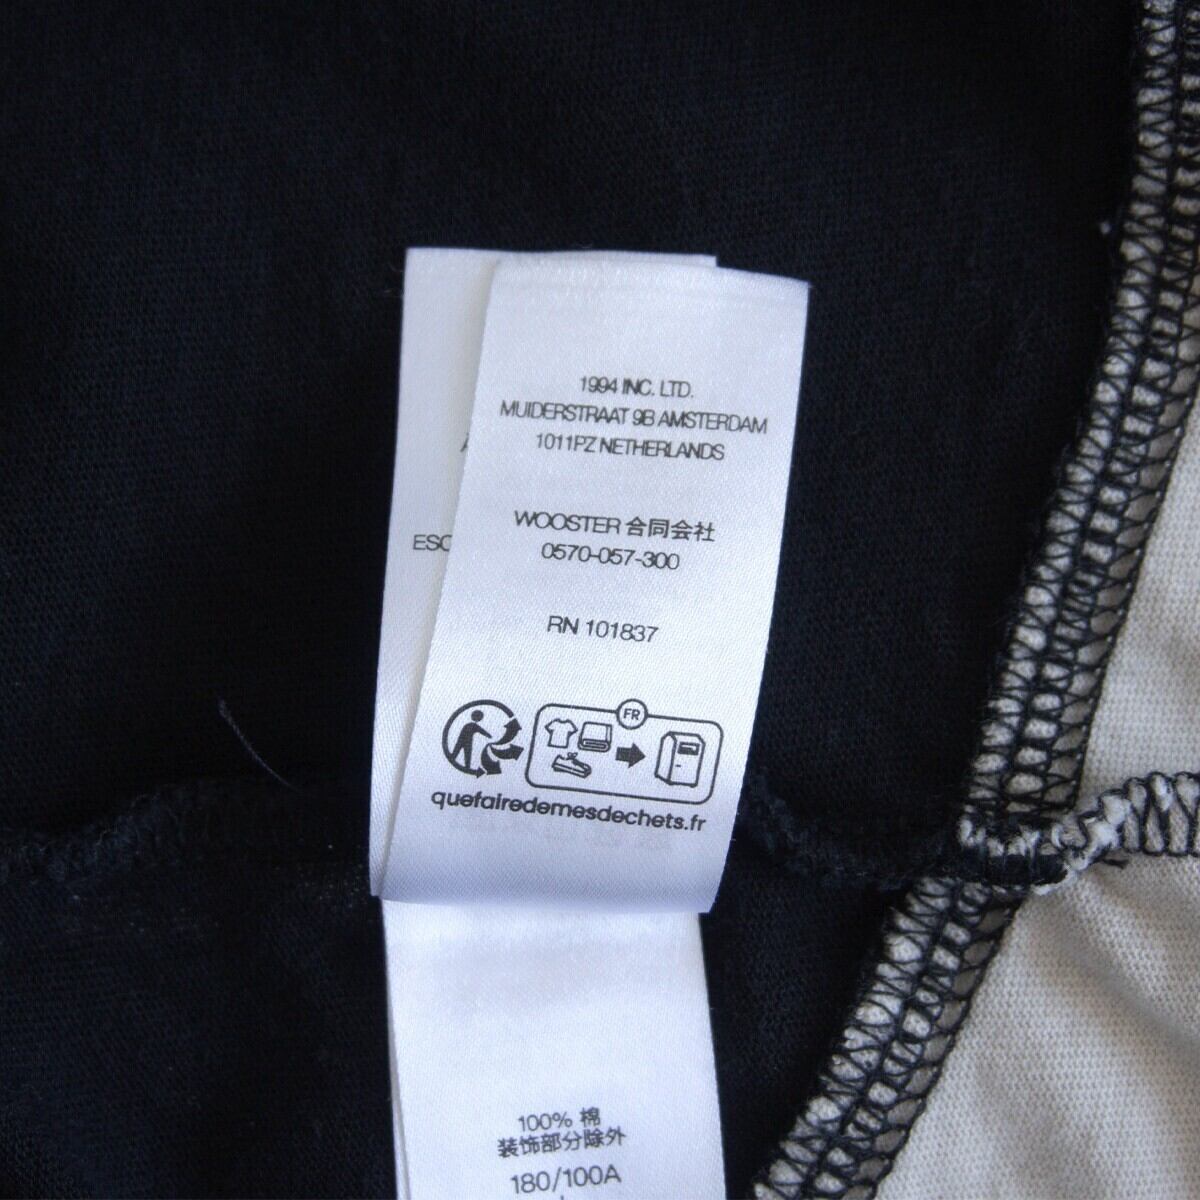 1994 INC. LTD.
MUIDERSTRAAT 9B AMSTERDAM
1011PZ NETHERLANDS
WOOSTER 合同会社
0570-057-300
RN 101837
FR
quefairedemesdechets.fr
100% 棉
装饰部分除外
180/100A